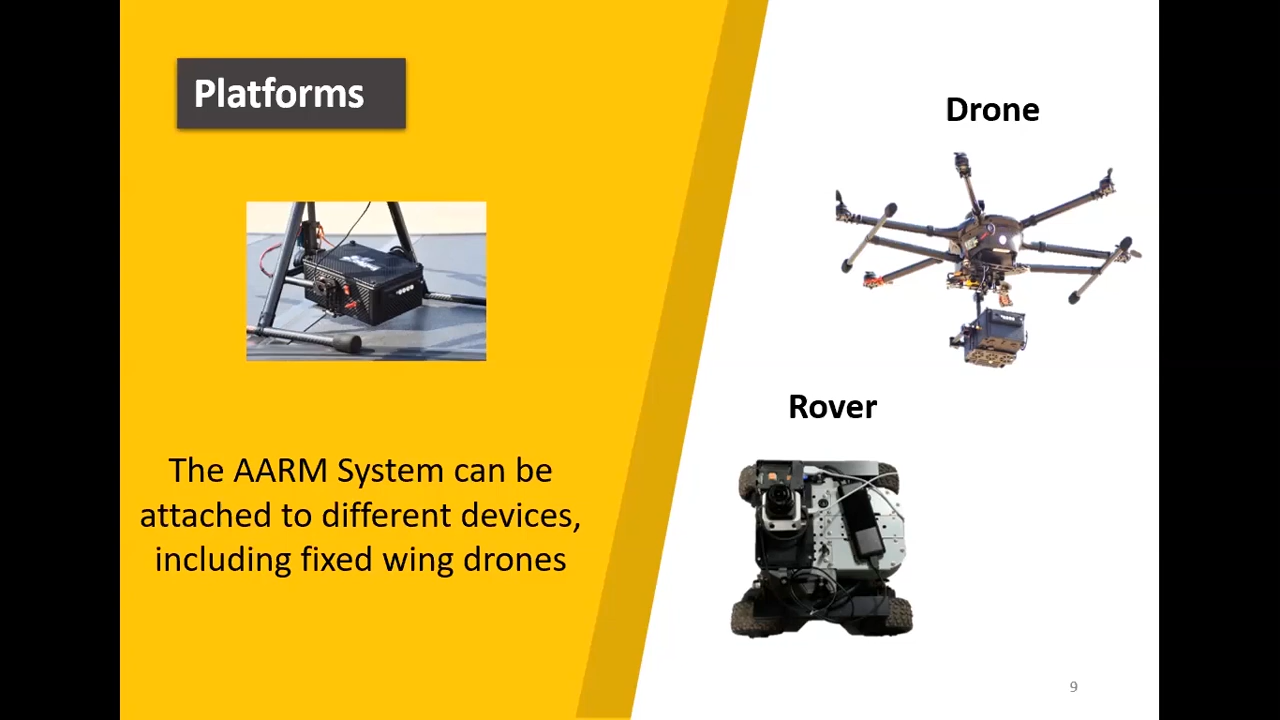 Platforms
Drone
Rover
The AARM System can be
attached to different devices,
including fixed wing drones
9